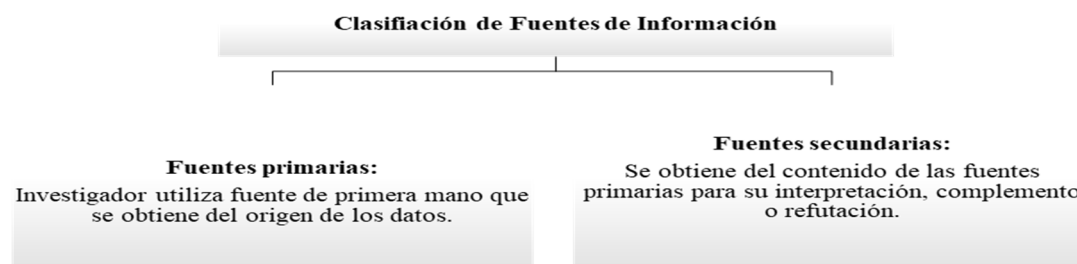 Clasifiación de Fuentes de Información
Fuentes primarias:
Investigador utiliza fuente de primera mano que
se obtiene del origen de los datos.
Fuentes secundarias:
Se obtiene del contenido de las fuentes
primarias para su interpretación, complemento
o refutación.